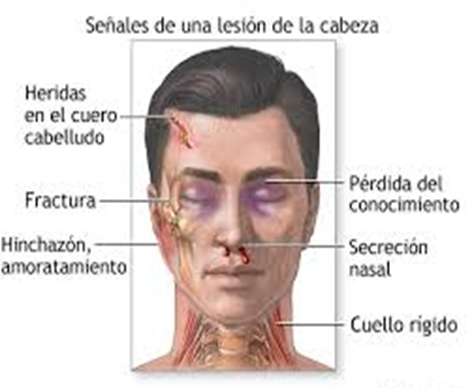 Señales de una lesión de la cabeza
Heridas
en el cuero
cabelludo
Fractura
Hinchazón,
amoratamiento
Pérdida del
conocimiento
Secreción
nasal
Cuello rígido